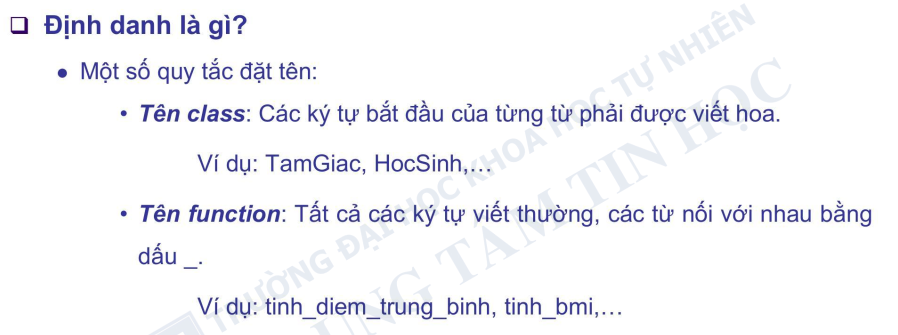 Định danh là gì?
Một số quy tắc đặt tên:
Tên class: Các ký tự bắt đầu của từng từ phải được viết hoa.
Ví dụ: TamGiac, HocSinh,…
Tên function: Tất cả các ký tự viết thường, các từ nối với nhau bằng
dấu _.
Ví dụ: tinh_diem_trung_binh, tinh_bmi,…
TRƯỜNG ĐẠI HỌC KHOA HỌC TỰ NHIÊN
TRUNG TÂM TIN HỌC